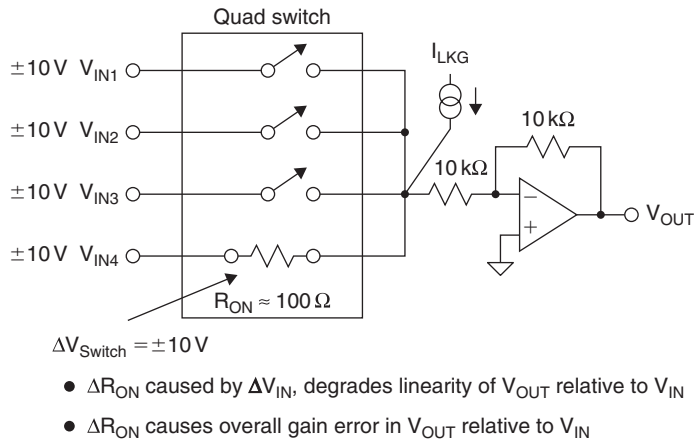 Quad switch
±10 V V_IN1
I_LKG
±10 V V_IN2
10 kΩ
10 kΩ
±10 V V_IN3
−
+
V_OUT
±10 V V_IN4
R_ON ≈ 100 Ω
ΔV_Switch = ±10 V
● ΔR_ON caused by ΔV_IN, degrades linearity of V_OUT relative to V_IN
● ΔR_ON causes overall gain error in V_OUT relative to V_IN